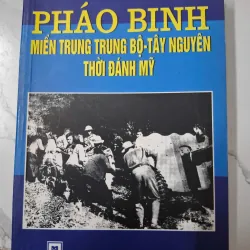 PHÁO BINH
MIỀN TRUNG TRUNG BỘ-TÂY NGUYÊN
THỜI ĐÁNH MỸ